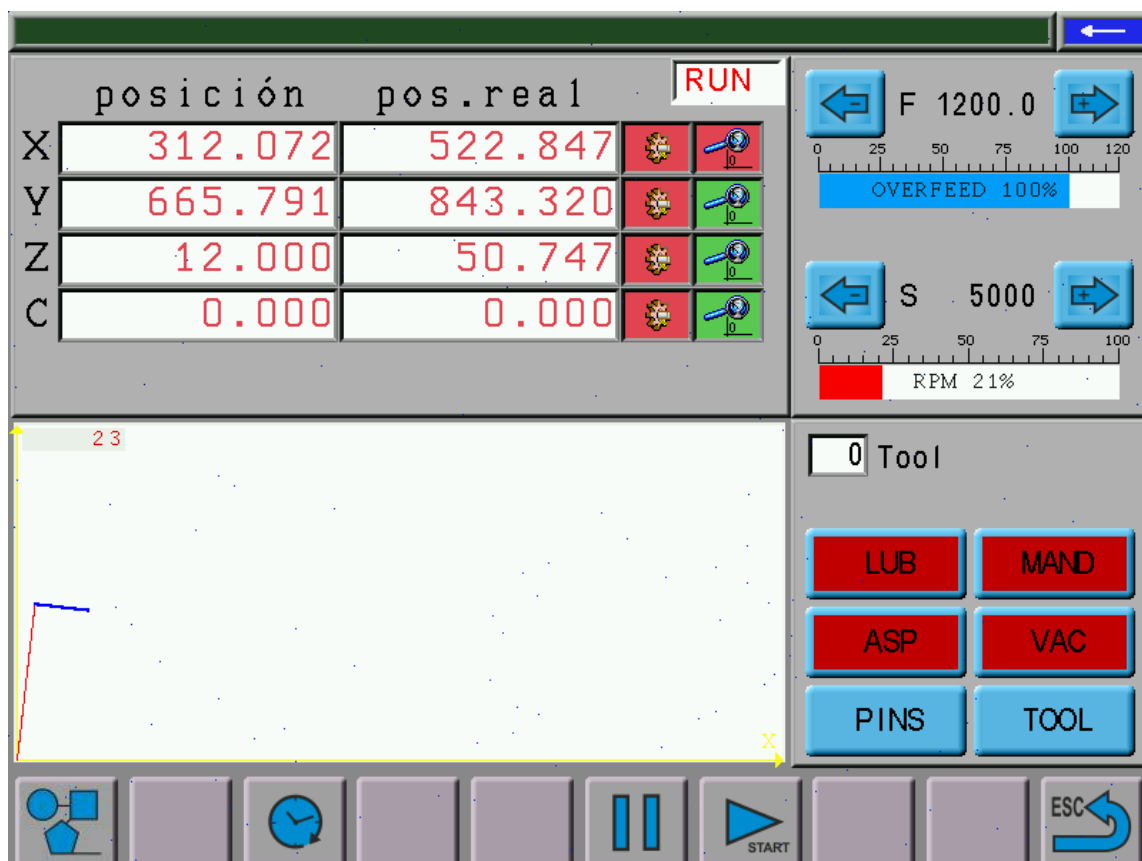 RUN
posición pos.real
X 312.072 522.847
Y 665.791 843.320
Z 12.000 50.747
C 0.000 0.000
F 1200.0
0 25 50 75 100 120
OVERFEED 100%
S 5000
0 25 50 75 100
RPM 21%
23
X
0 Tool
LUB MAND
ASP VAC
PINS TOOL
START
ESC